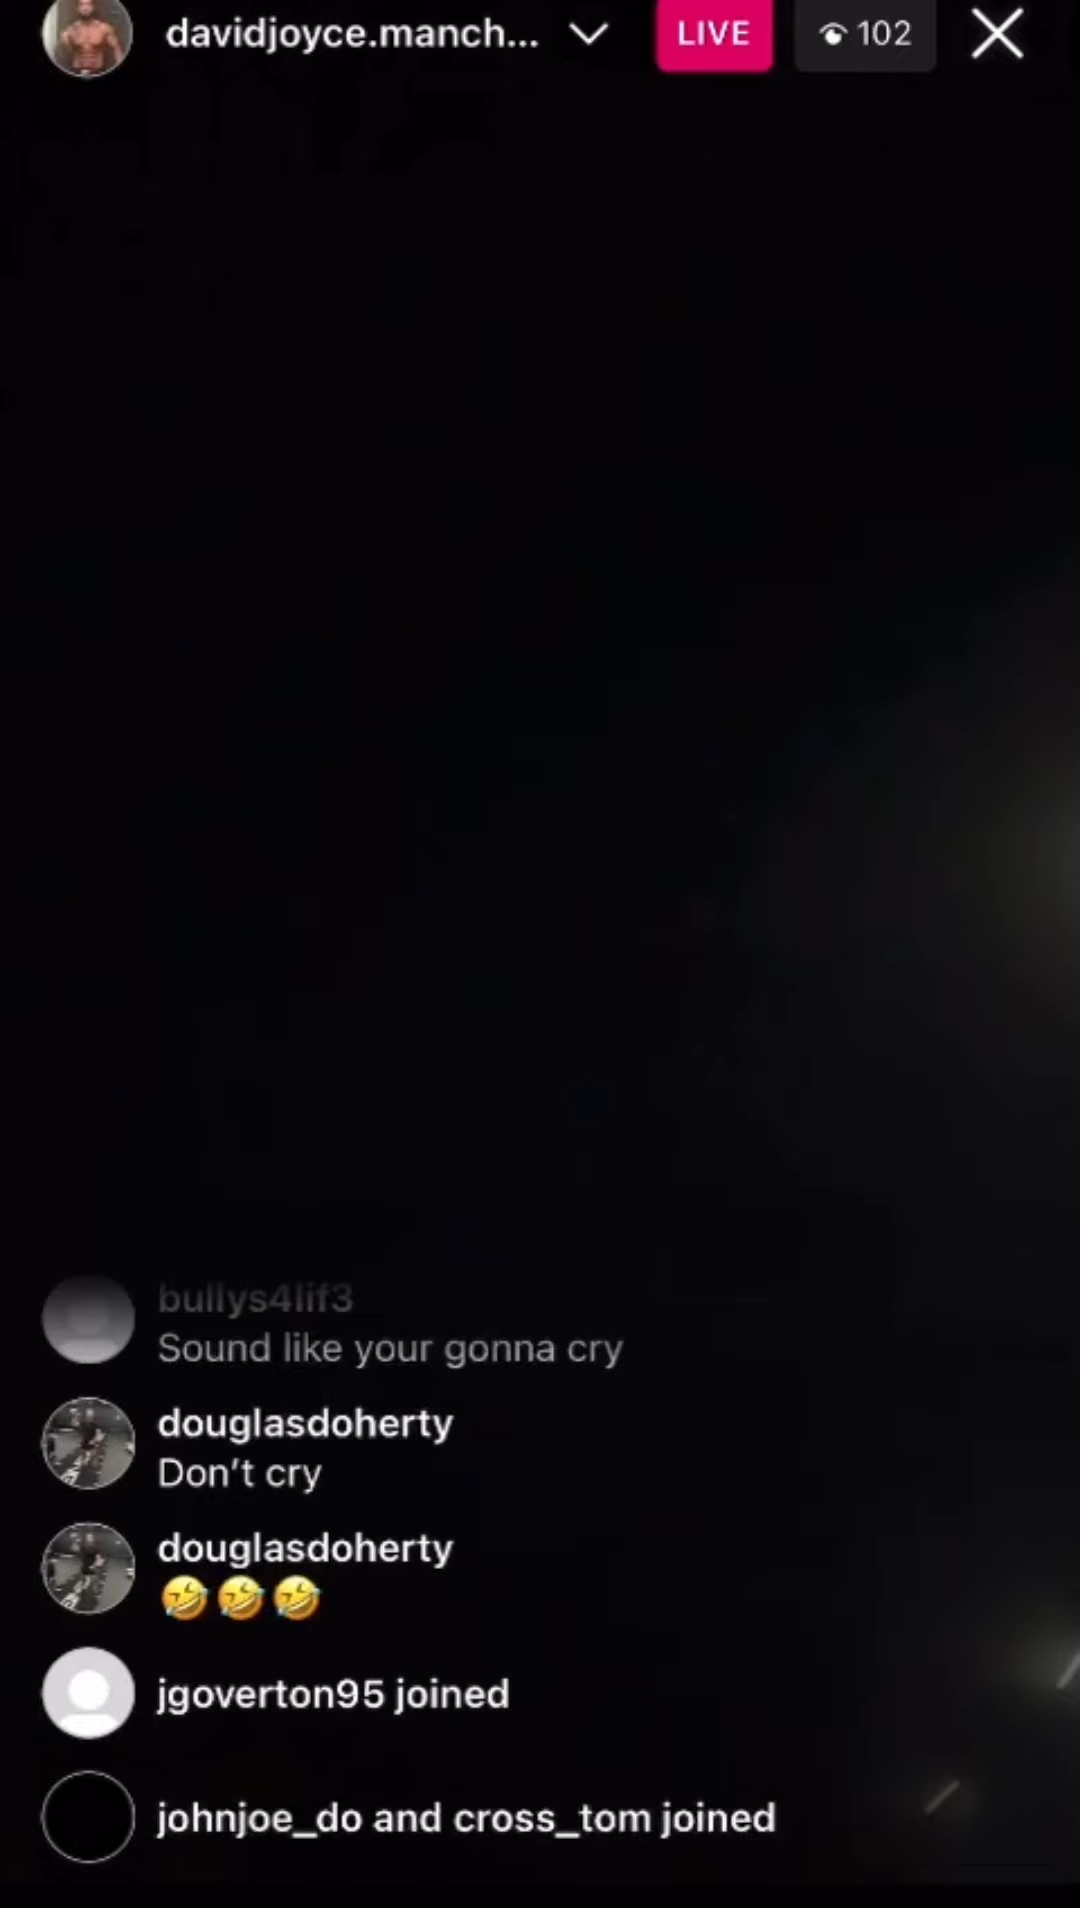 davidjoyce.manch...
LIVE
102
bullys4lif3
Sound like your gonna cry
douglasdoherty
Don't cry
douglasdoherty
🤣🤣🤣
jgoverton95 joined
johnjoe_do and cross_tom joined